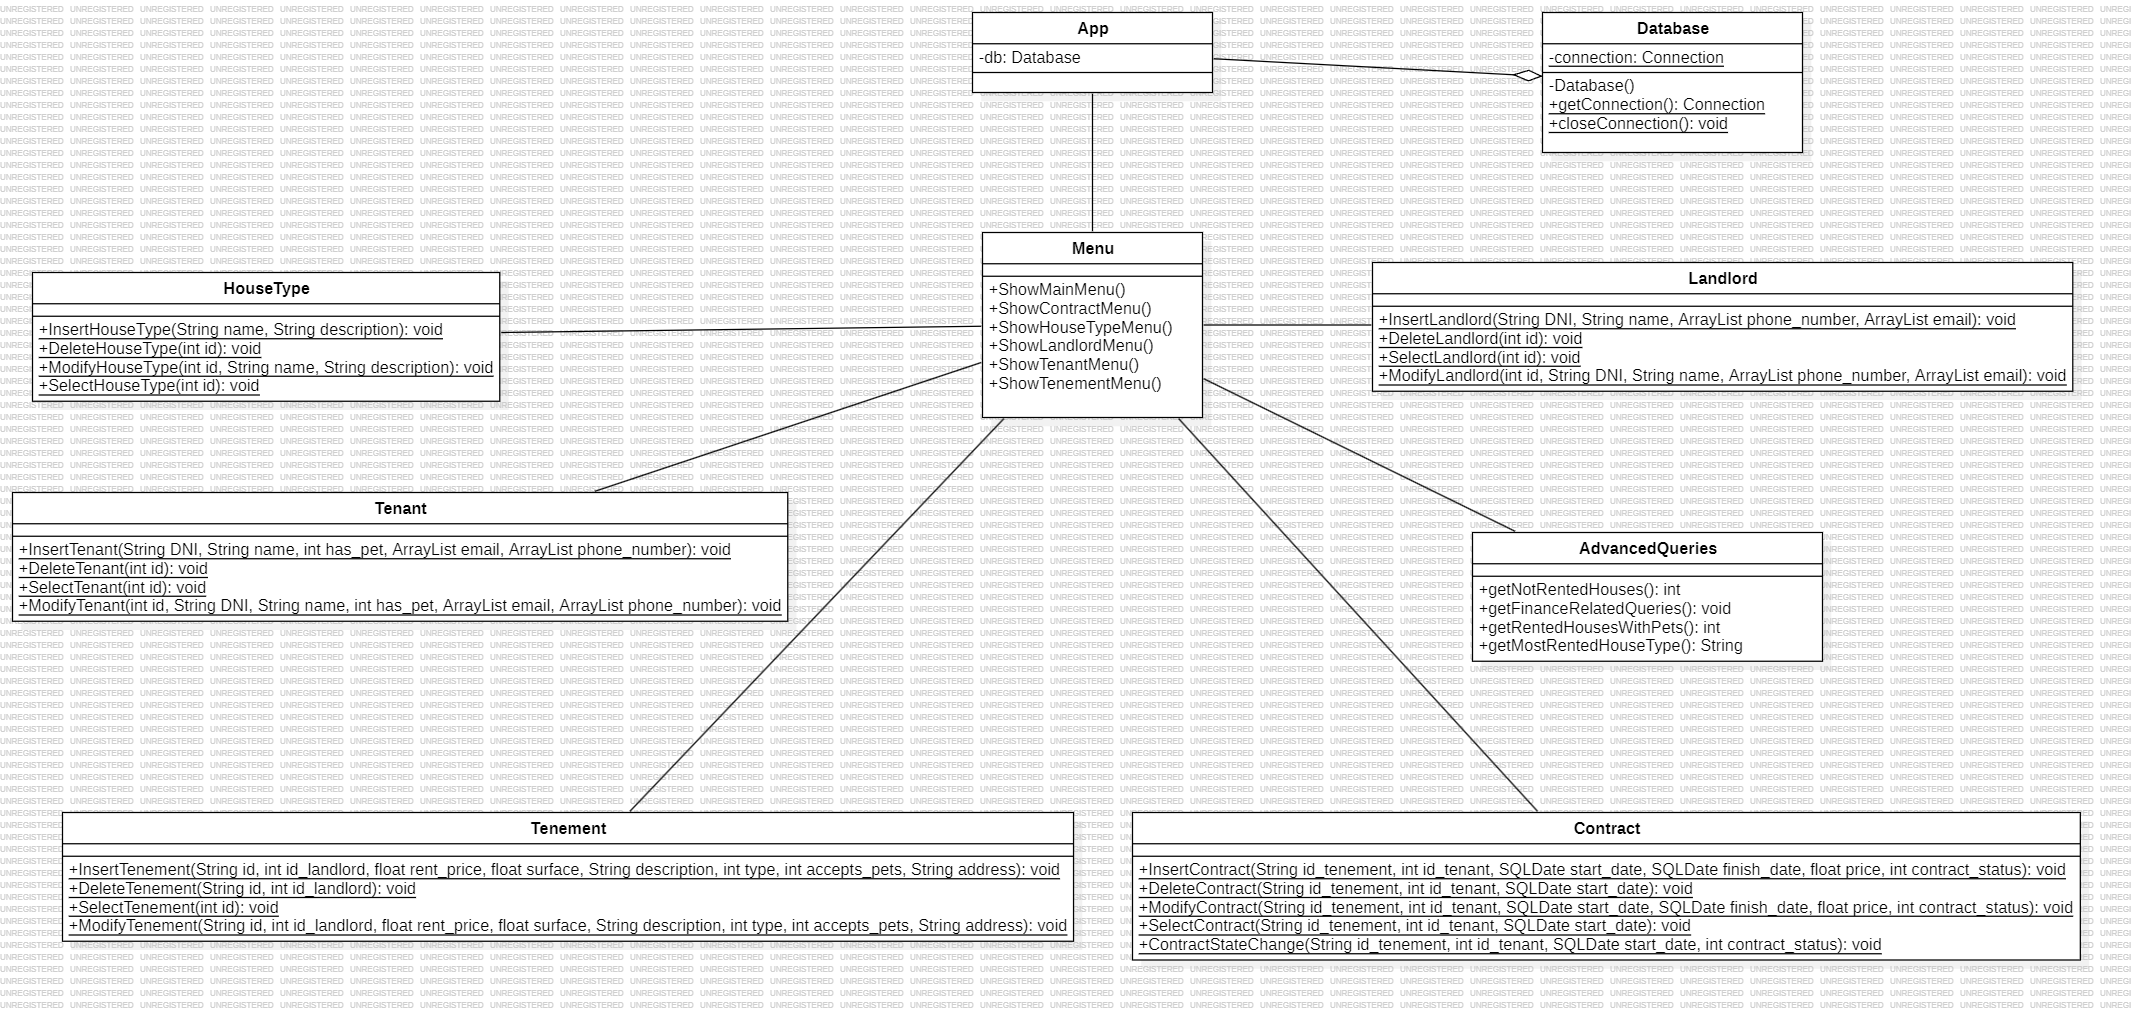 App
-db: Database
Database
-connection: Connection
-Database()
+getConnection(): Connection
+closeConnection(): void
Menu
+ShowMainMenu()
+ShowContractMenu()
+ShowHouseTypeMenu()
+ShowLandlordMenu()
+ShowTenantMenu()
+ShowTenementMenu()
HouseType
+InsertHouseType(String name, String description): void
+DeleteHouseType(int id): void
+ModifyHouseType(int id, String name, String description): void
+SelectHouseType(int id): void
Landlord
+InsertLandlord(String DNI, String name, ArrayList phone_number, ArrayList email): void
+DeleteLandlord(int id): void
+SelectLandlord(int id): void
+ModifyLandlord(int id, String DNI, String name, ArrayList phone_number, ArrayList email): void
Tenant
+InsertTenant(String DNI, String name, int has_pet, ArrayList email, ArrayList phone_number): void
+DeleteTenant(int id): void
+SelectTenant(int id): void
+ModifyTenant(int id, String DNI, String name, int has_pet, ArrayList email, ArrayList phone_number): void
AdvancedQueries
+getNotRentedHouses(): int
+getFinanceRelatedQueries(): void
+getRentedHousesWithPets(): int
+getMostRentedHouseType(): String
Tenement
+InsertTenement(String id, int id_landlord, float rent_price, float surface, String description, int type, int accepts_pets, String address): void
+DeleteTenement(String id, int id_landlord): void
+SelectTenement(int id): void
+ModifyTenement(String id, int id_landlord, float rent_price, float surface, String description, int type, int accepts_pets, String address): void
Contract
+InsertContract(String id_tenement, int id_tenant, SQLDate start_date, SQLDate finish_date, float price, int contract_status): void
+DeleteContract(String id_tenement, int id_tenant, SQLDate start_date): void
+ModifyContract(String id_tenement, int id_tenant, SQLDate start_date, SQLDate finish_date, float price, int contract_status): void
+SelectContract(String id_tenement, int id_tenant, SQLDate start_date): void
+ContractStateChange(String id_tenement, int id_tenant, SQLDate start_date, int contract_status): void
UNREGISTERED